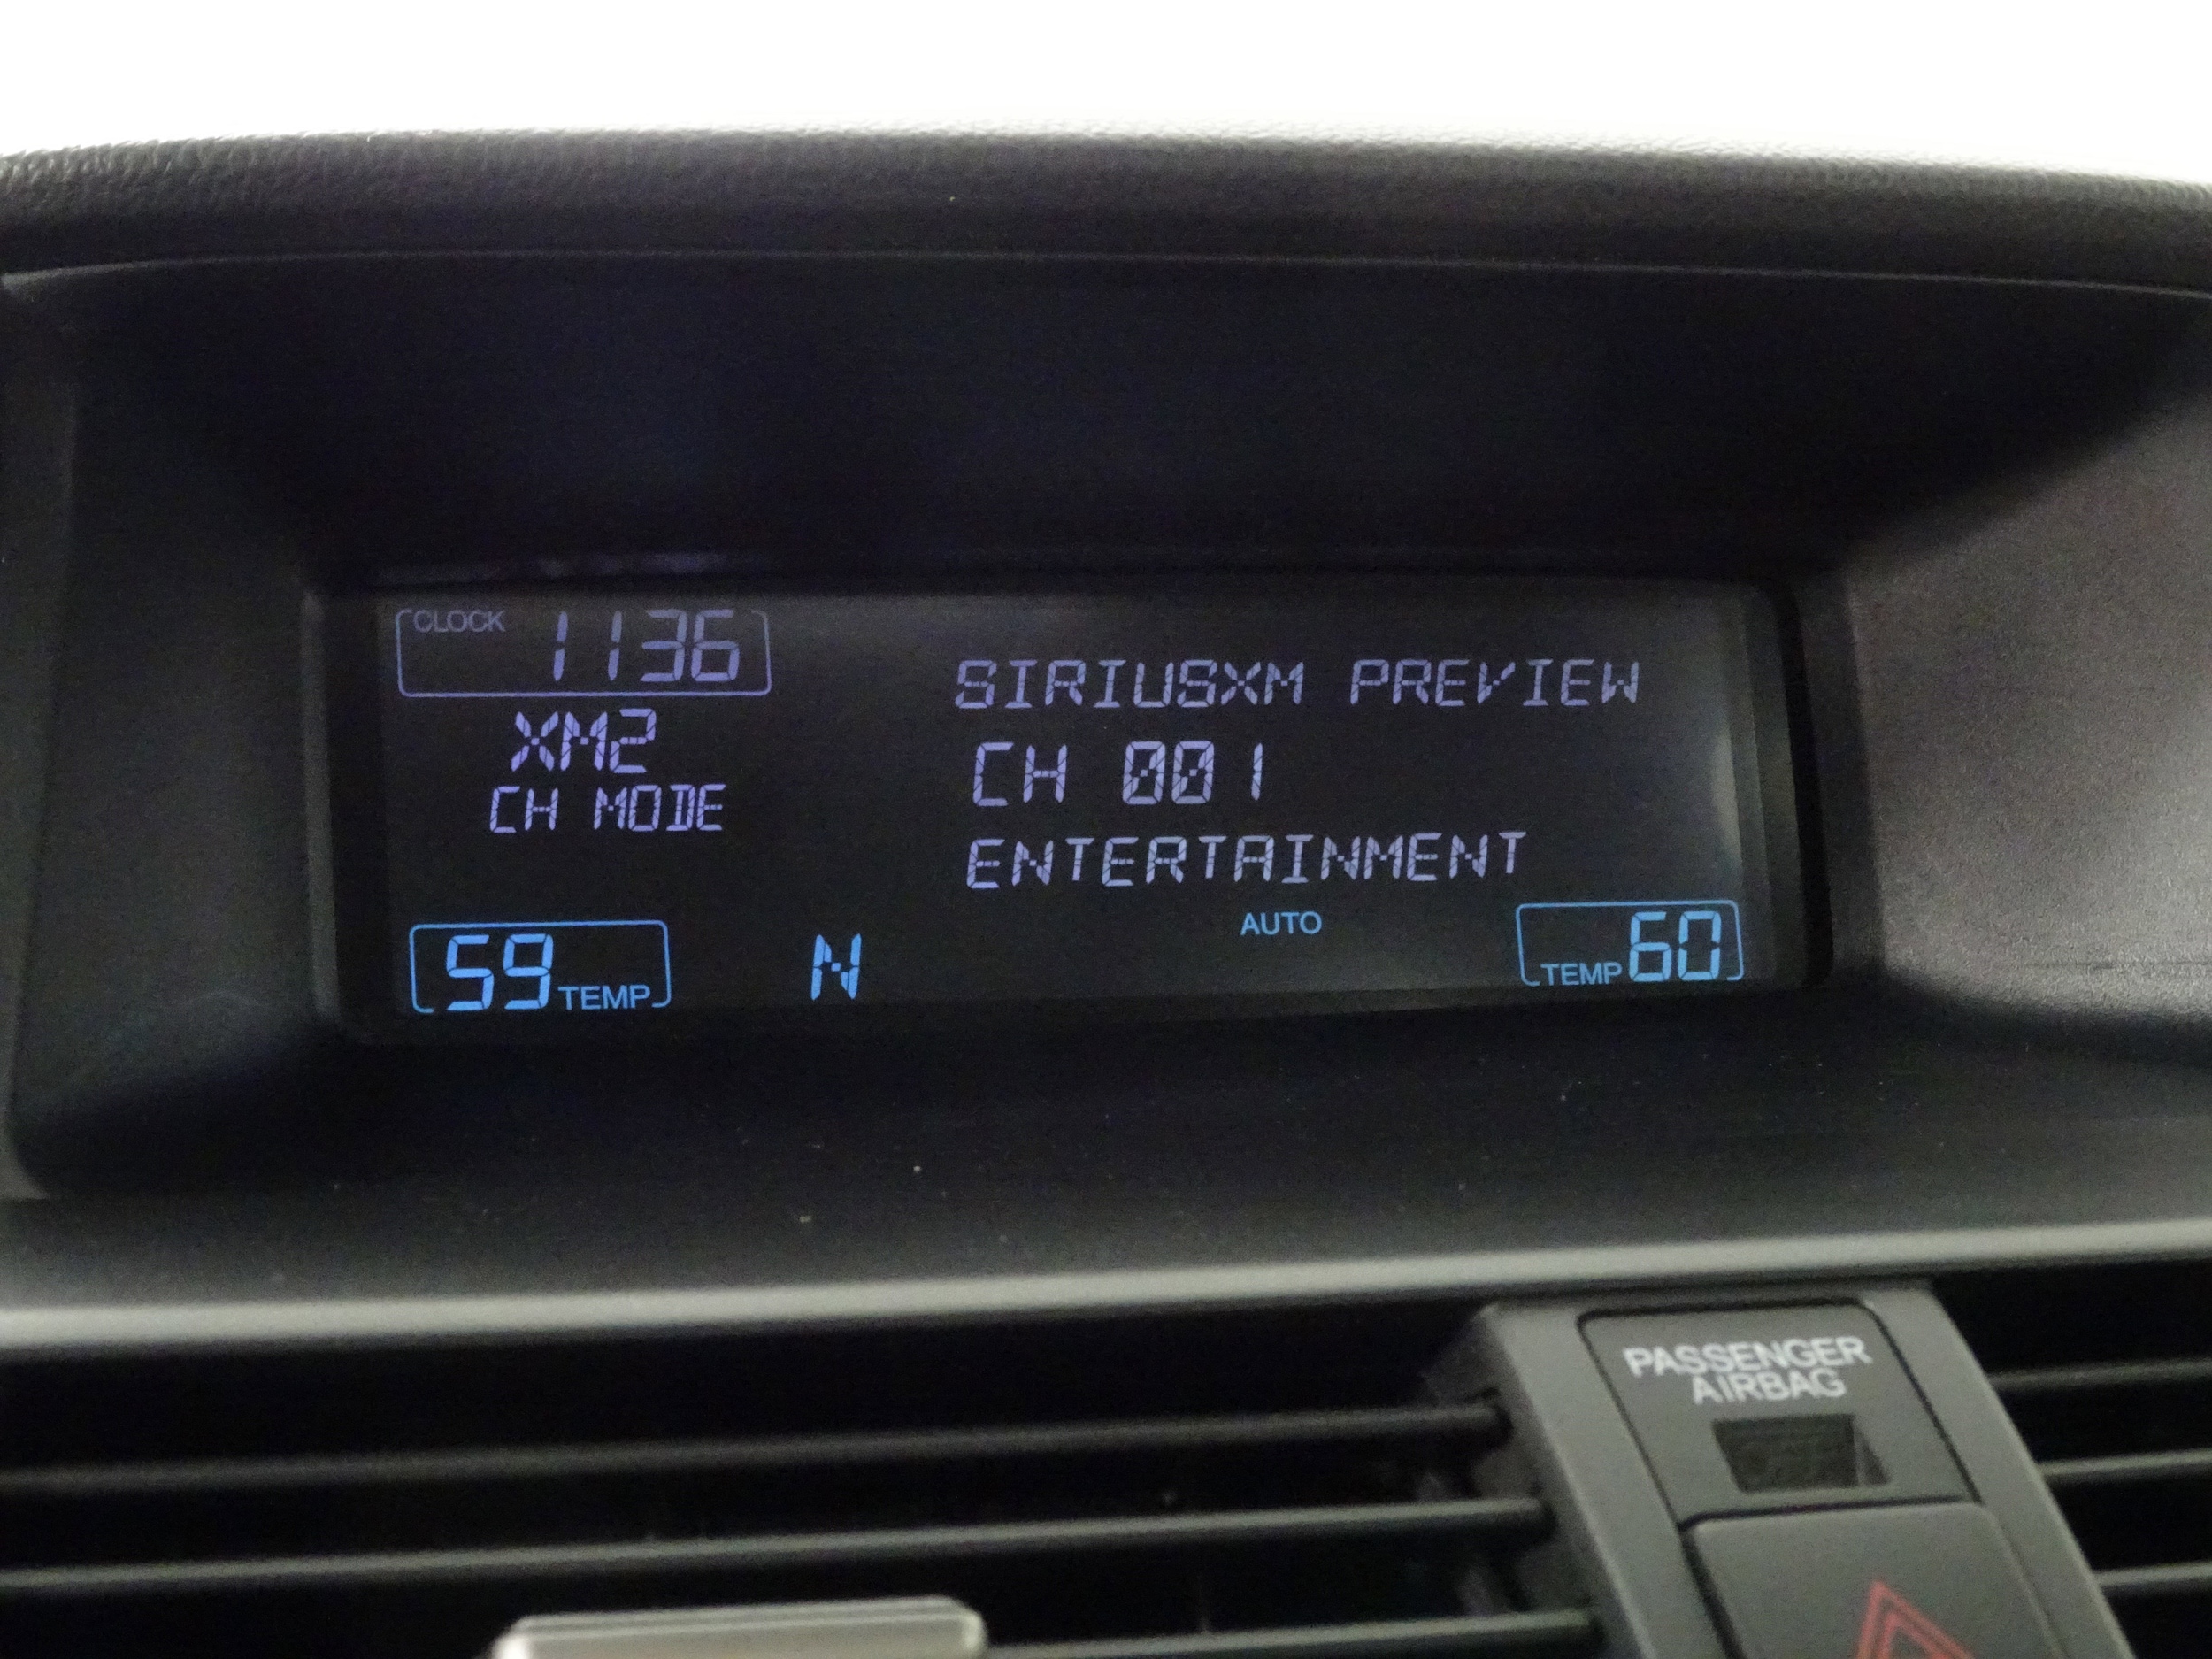 CLOCK 1136
XM2
CH MODE
SIRIUSXM PREVIEW
CH 001
ENTERTAINMENT
59 TEMP
N
AUTO
TEMP 60
PASSENGER
AIRBAG